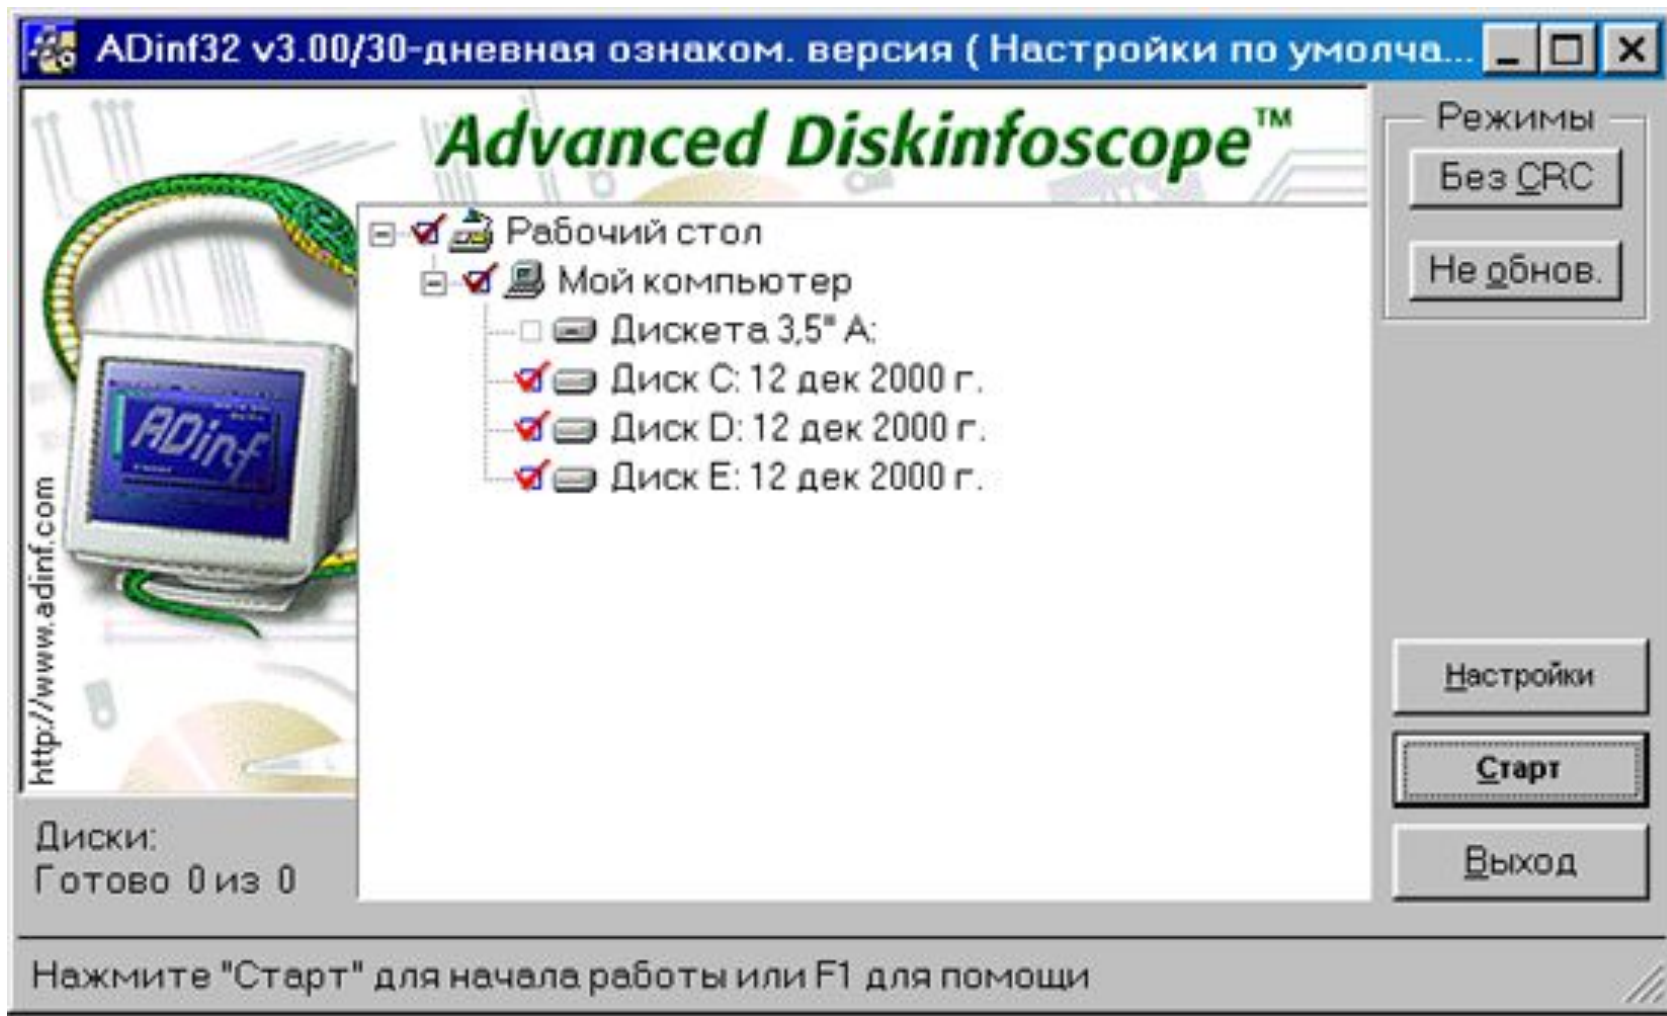 ADinf32 v3.00/30-дневная ознаком. версия ( Настройки по умолча...
Advanced Diskinfoscope™
Режимы
Без CRC
Не обнов.
Рабочий стол
Мой компьютер
Дискета 3,5" A:
Диск C: 12 дек 2000 г.
Диск D: 12 дек 2000 г.
Диск E: 12 дек 2000 г.
ADinf
http://www.adinf.com
Настройки
Старт
Выход
Диски:
Готово 0 из 0
Нажмите "Старт" для начала работы или F1 для помощи